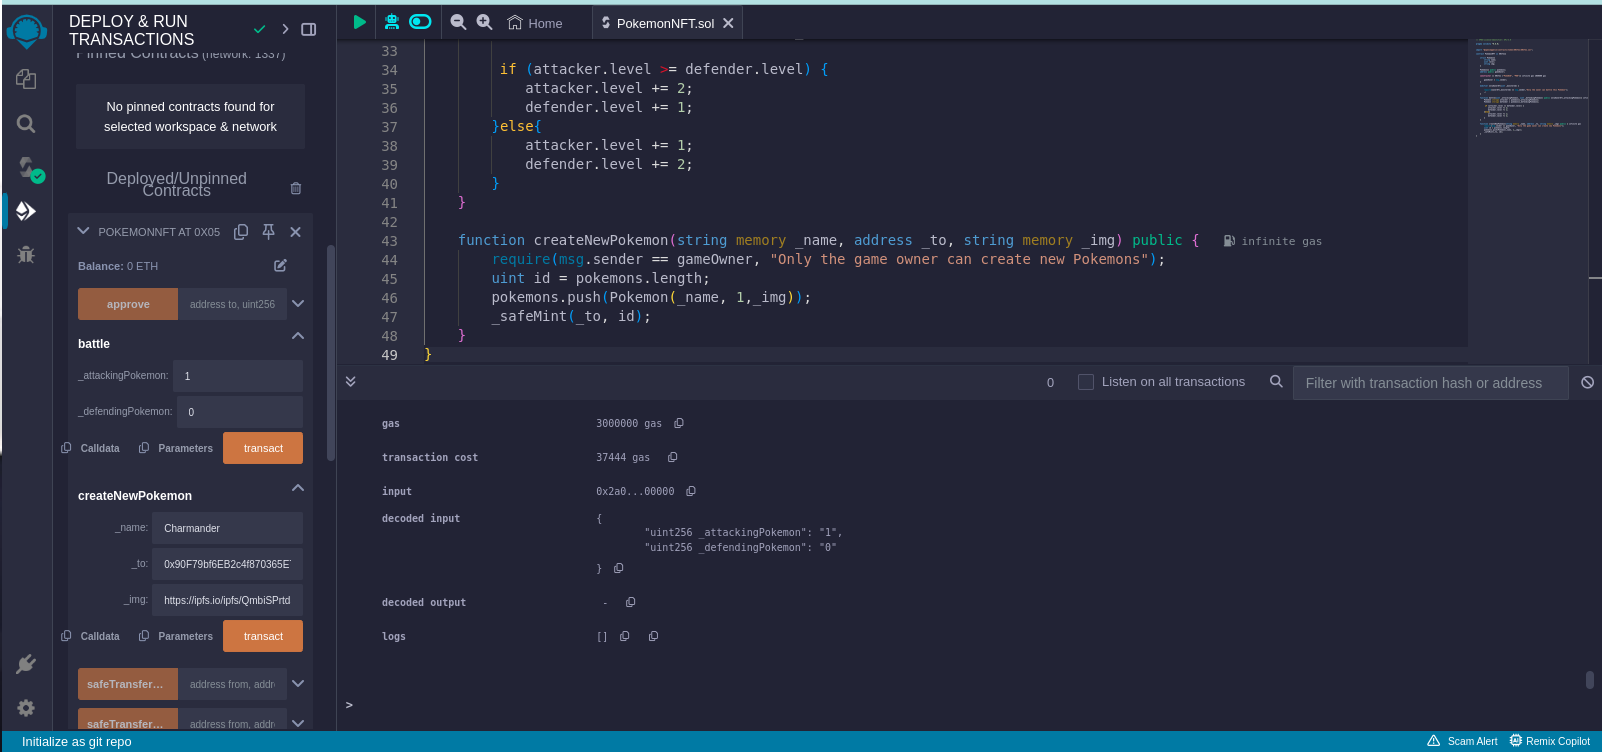 DEPLOY & RUN
TRANSACTIONS
Pinned Contracts (network: 1337)
No pinned contracts found for
selected workspace & network
Deployed/Unpinned
Contracts
POKEMONNFT AT 0X05
Balance: 0 ETH
approve address to, uint256
battle
_attackingPokemon: 1
_defendingPokemon: 0
Calldata Parameters transact
createNewPokemon
_name: Charmander
_to: 0x90F79bf6EB2c4f870365E
_img: https://ipfs.io/ipfs/QmbiSPrtd
Calldata Parameters transact
safeTransfer... address from, addr
safeTransfer... address from, addr
Home PokemonNFT.sol
33
34 if (attacker.level >= defender.level) {
35 attacker.level += 2;
36 defender.level += 1;
37 }else{
38 attacker.level += 1;
39 defender.level += 2;
40 }
41 }
42
43 function createNewPokemon(string memory _name, address _to, string memory _img) public { infinite gas
44 require(msg.sender == gameOwner, "Only the game owner can create new Pokemons");
45 uint id = pokemons.length;
46 pokemons.push(Pokemon(_name, 1,_img));
47 _safeMint(_to, id);
48 }
49 }
0 Listen on all transactions Filter with transaction hash or address
gas 3000000 gas
transaction cost 37444 gas
input 0x2a0...00000
decoded input {
"uint256 _attackingPokemon": "1",
"uint256 _defendingPokemon": "0"
}
decoded output -
logs []
>
Initialize as git repo Scam Alert Remix Copilot